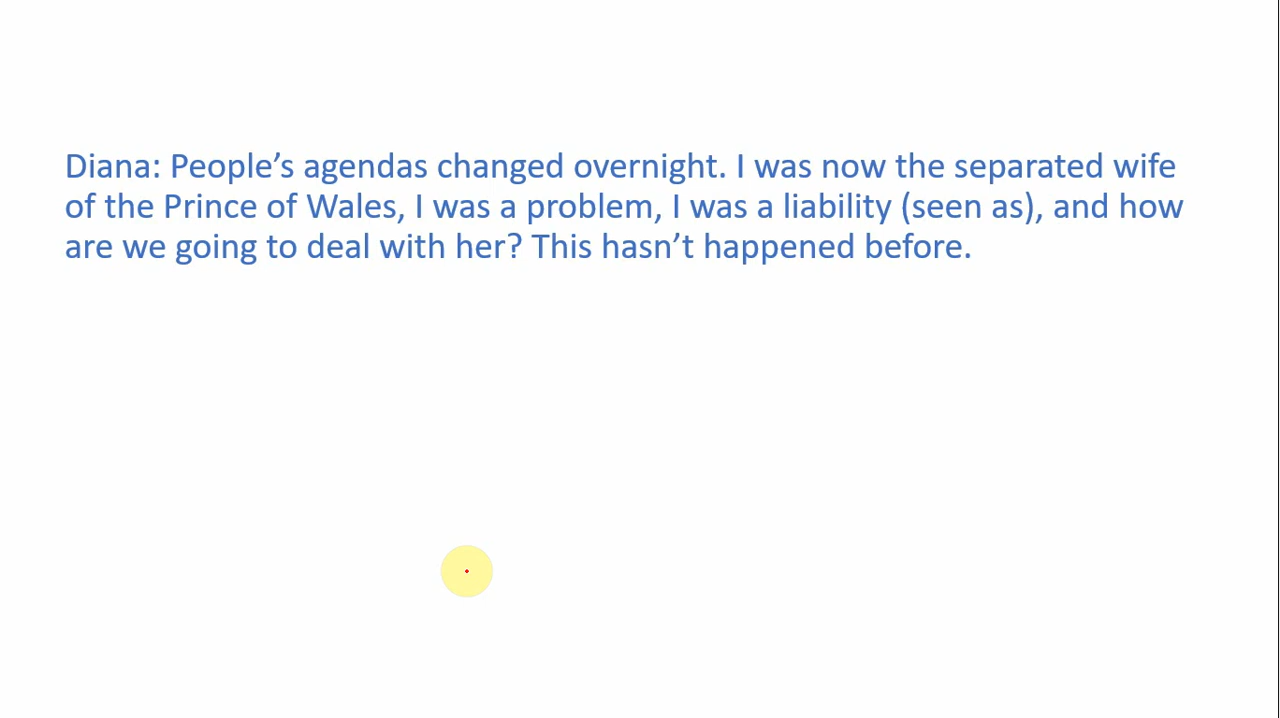 Diana: People’s agendas changed overnight. I was now the separated wife
of the Prince of Wales, I was a problem, I was a liability (seen as), and how
are we going to deal with her? This hasn’t happened before.